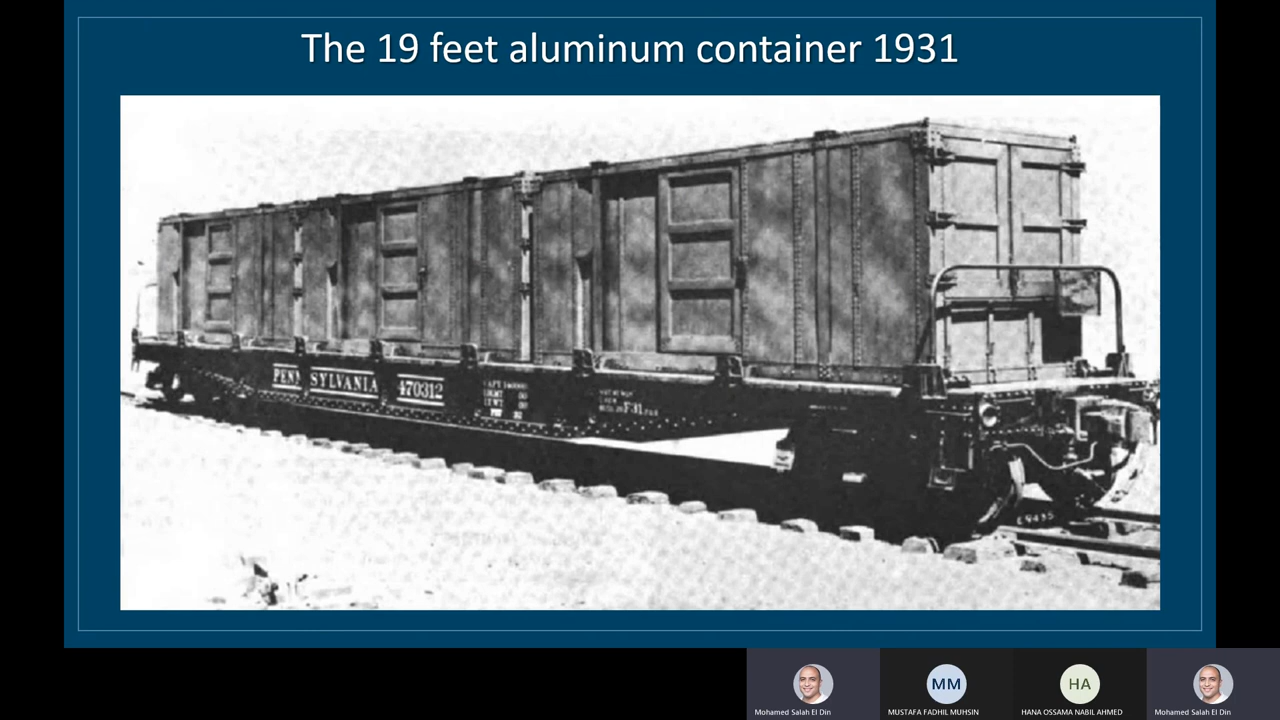 The 19 feet aluminum container 1931
PENNSYLVANIA 470312
F31
MM
HA
Mohamed Salah El Din
MUSTAFA FADHIL MUHSIN
HANA OSSAMA NABIL AHMED
Mohamed Salah El Din